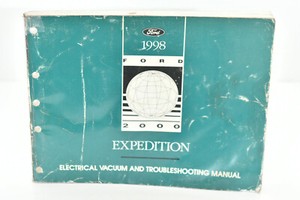 Ford
1998
FORD
2000
EXPEDITION
ELECTRICAL VACUUM AND TROUBLESHOOTING MANUAL